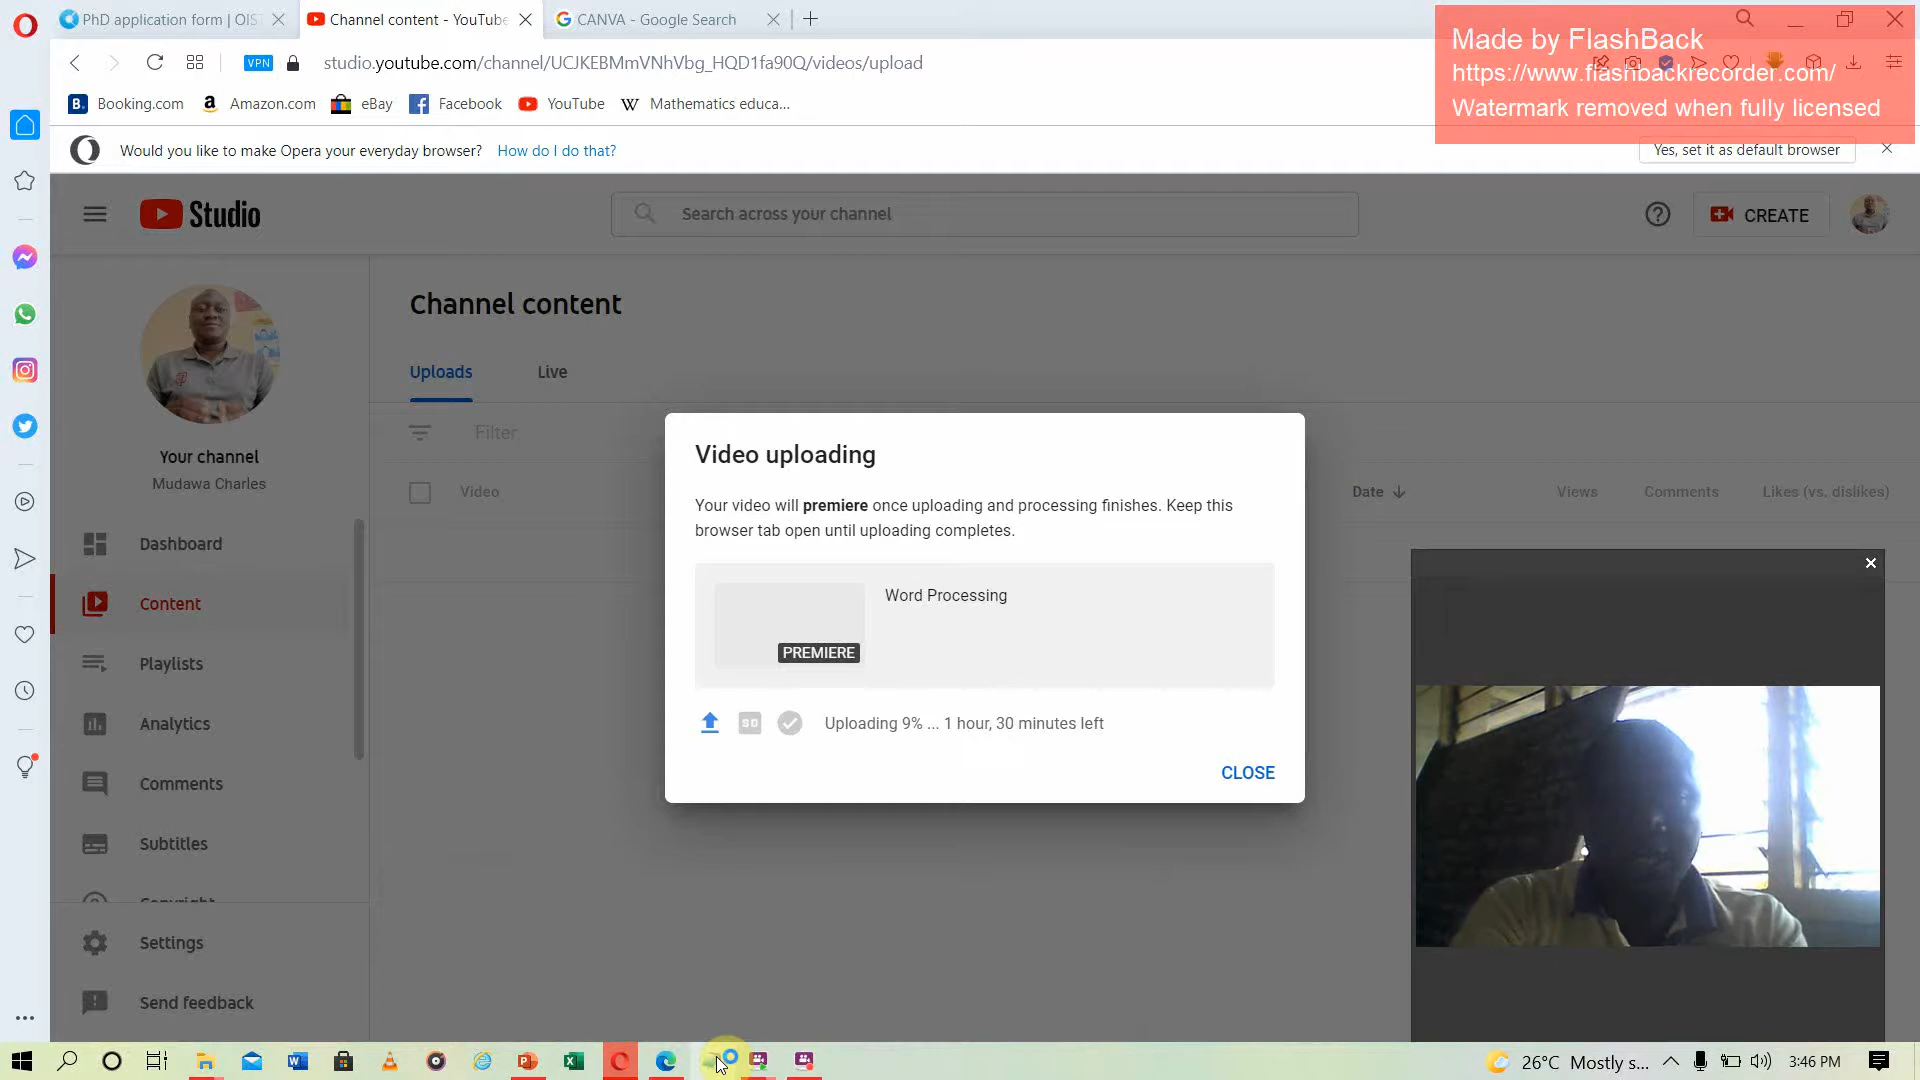 PhD application form | OIS
Channel content - YouTube
CANVA - Google Search
Made by FlashBack
https://www.flashbackrecorder.com/
Watermark removed when fully licensed
VPN
studio.youtube.com/channel/UCJKEBMmVNhVbg_HQD1fa90Q/videos/upload
Booking.com
Amazon.com
eBay
Facebook
YouTube
Mathematics educa...
Would you like to make Opera your everyday browser?
How do I do that?
Yes, set it as default browser
Studio
Search across your channel
CREATE
Channel content
Uploads
Live
Filter
Video
Date
Views
Comments
Likes (vs. dislikes)
Your channel
Mudawa Charles
Dashboard
Content
Playlists
Analytics
Comments
Subtitles
Copyright
Settings
Send feedback
Video uploading
Your video will premiere once uploading and processing finishes. Keep this
browser tab open until uploading completes.
Word Processing
PREMIERE
SD
Uploading 9% ... 1 hour, 30 minutes left
CLOSE
26°C Mostly s...
3:46 PM